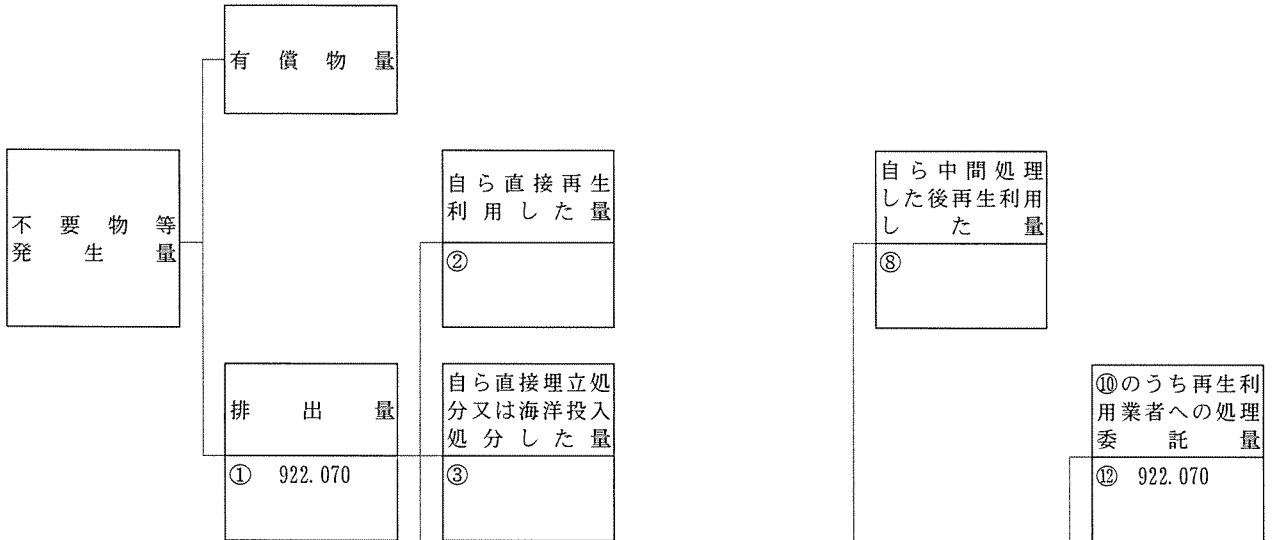 有償物量
不要物等
発生量
自ら直接再生
利用した量
②
自ら中間処理
した後再生利用
した量
⑧
排出量
① 922.070
自ら直接埋立処
分又は海洋投入
処分した量
③
⑩のうち再生利
用業者への処理
委託量
⑫ 922.070